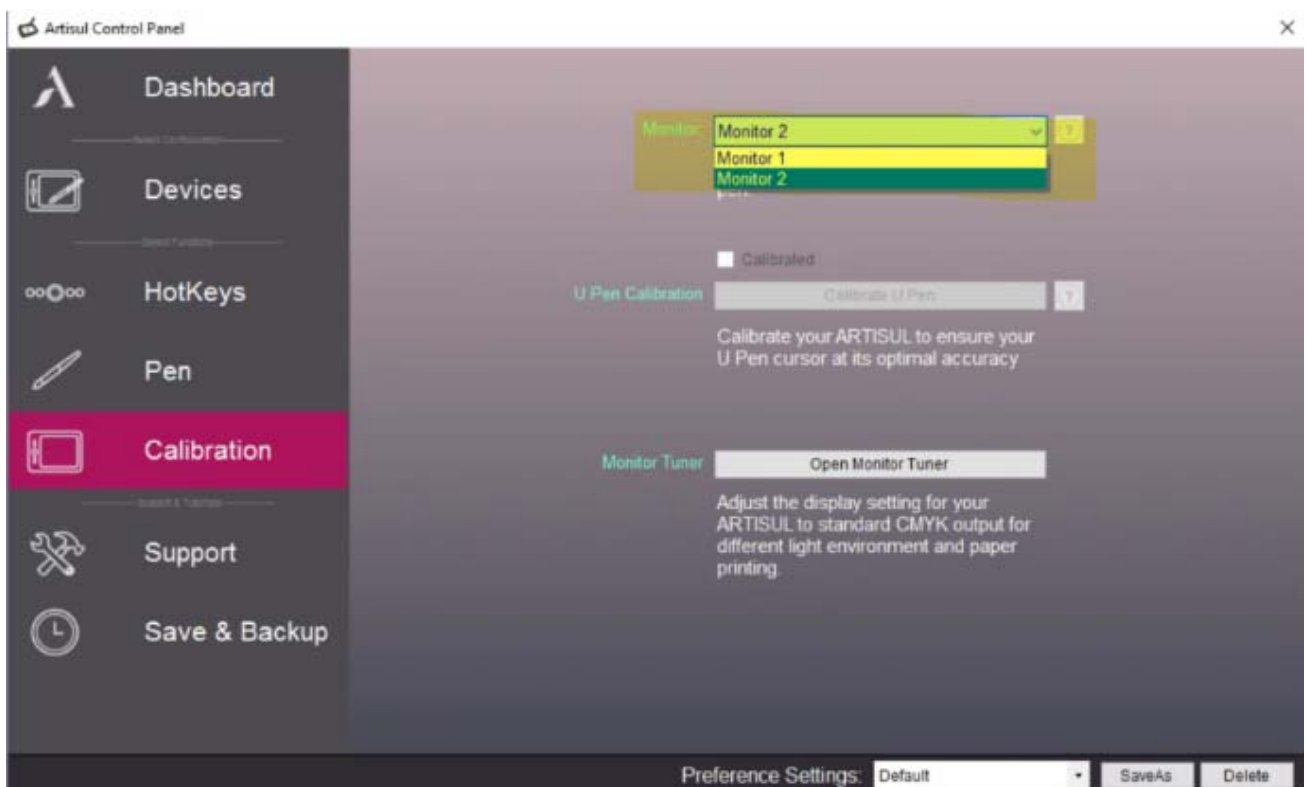 Artisul Control Panel
Dashboard
Devices
HotKeys
Pen
Calibration
Support
Save & Backup
Monitor
Monitor 2
?
Monitor 1
Monitor 2
pen.
Calibrated
U Pen Calibration
Calibrate U Pen
?
Calibrate your ARTISUL to ensure your
U Pen cursor at its optimal accuracy
Monitor Tuner
Open Monitor Tuner
Adjust the display setting for your
ARTISUL to standard CMYK output for
different light environment and paper
printing.
Preference Settings:
Default
SaveAs
Delete